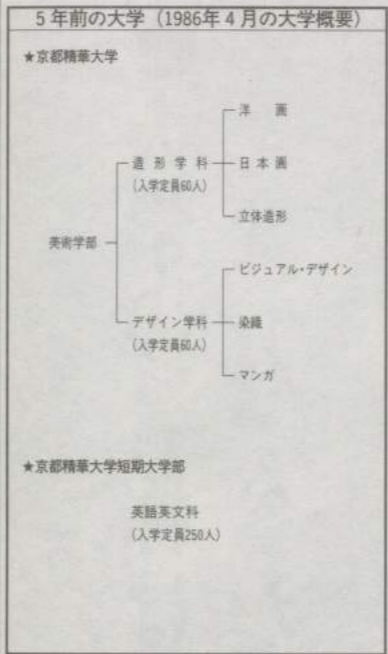 5年前の大学（1986年4月の大学概要）
★京都精華大学
美術学部
造形学科
（入学定員60人）
洋画
日本画
立体造形
デザイン学科
（入学定員60人）
ビジュアル・デザイン
染織
マンガ
★京都精華大学短期大学部
英語英文科
（入学定員250人）